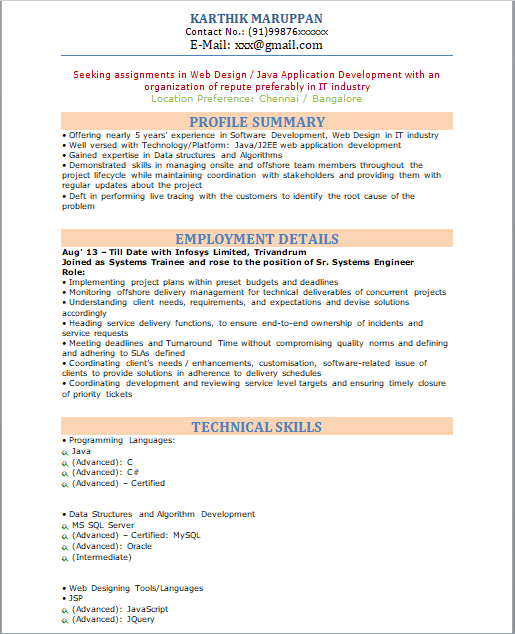 KARTHIK MARUPPAN
Contact No.: (91)99876xxxxxx
E-Mail: xxx@gmail.com
Seeking assignments in Web Design / Java Application Development with an
organization of repute preferably in IT industry
Location Preference: Chennai / Bangalore
PROFILE SUMMARY
• Offering nearly 5 years' experience in Software Development, Web Design in IT industry
• Well versed with Technology/Platform: Java/J2EE web application development
• Gained expertise in Data structures and Algorithms
• Demonstrated skills in managing onsite and offshore team members throughout the
project lifecycle while maintaining coordination with stakeholders and providing them with
regular updates about the project
• Deft in performing live tracing with the customers to identify the root cause of the
problem
EMPLOYMENT DETAILS
Aug' 13 – Till Date with Infosys Limited, Trivandrum
Joined as Systems Trainee and rose to the position of Sr. Systems Engineer
Role:
• Implementing project plans within preset budgets and deadlines
• Monitoring offshore delivery management for technical deliverables of concurrent projects
• Understanding client needs, requirements, and expectations and devise solutions
accordingly
• Heading service delivery functions, to ensure end-to-end ownership of incidents and
service requests
• Meeting deadlines and Turnaround Time without compromising quality norms and defining
and adhering to SLAs defined
• Coordinating client's needs / enhancements, customisation, software-related issue of
clients to provide solutions in adherence to delivery schedules
• Coordinating development and reviewing service level targets and ensuring timely closure
of priority tickets
TECHNICAL SKILLS
• Programming Languages:
Java
(Advanced): C
(Advanced): C#
(Advanced) – Certified
• Data Structures and Algorithm Development
MS SQL Server
(Advanced) – Certified: MySQL
(Advanced): Oracle
(Intermediate)
• Web Designing Tools/Languages
• JSP
(Advanced): JavaScript
(Advanced): JQuery